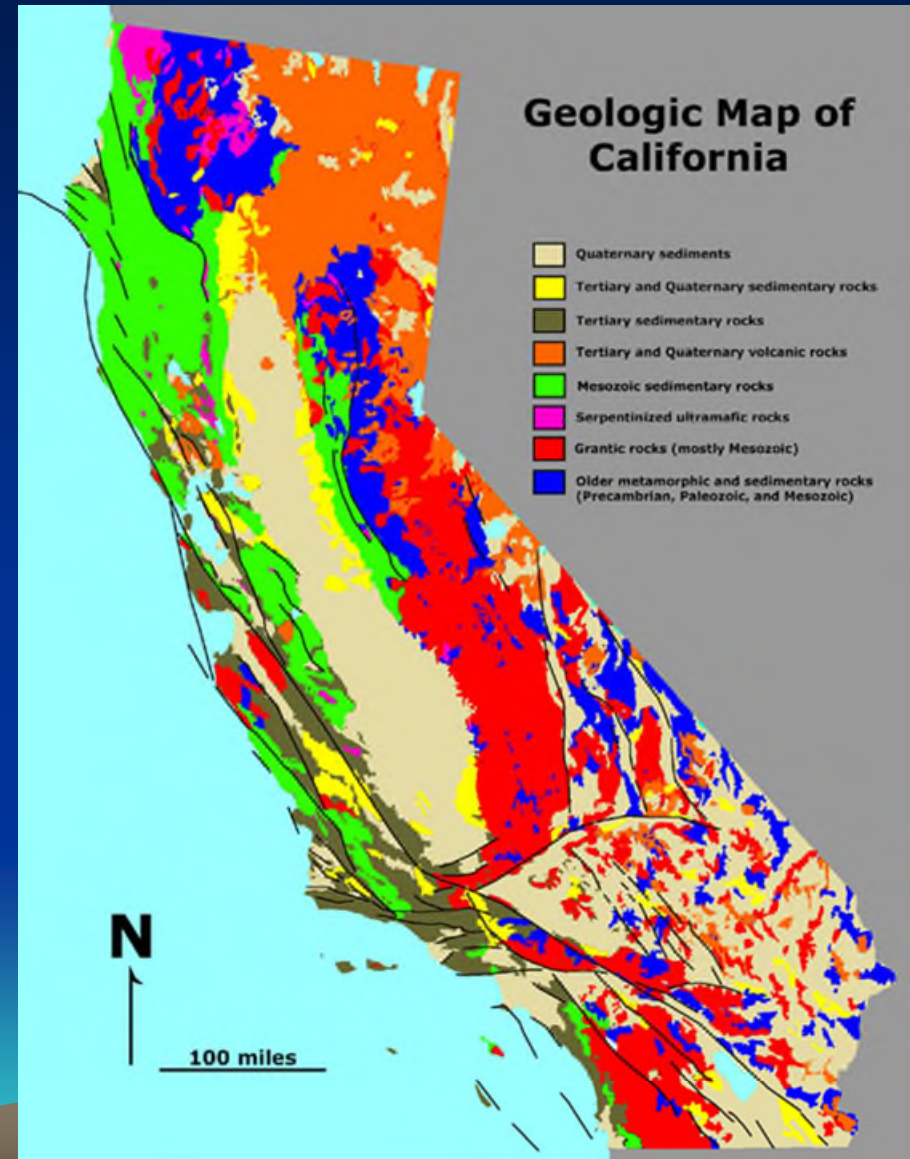 Geologic Map of
California
Quaternary sediments
Tertiary and Quaternary sedimentary rocks
Tertiary sedimentary rocks
Tertiary and Quaternary volcanic rocks
Mesozoic sedimentary rocks
Serpentinized ultramafic rocks
Grantic rocks (mostly Mesozoic)
Older metamorphic and sedimentary rocks
(Precambrian, Paleozoic, and Mesozoic)
N
100 miles